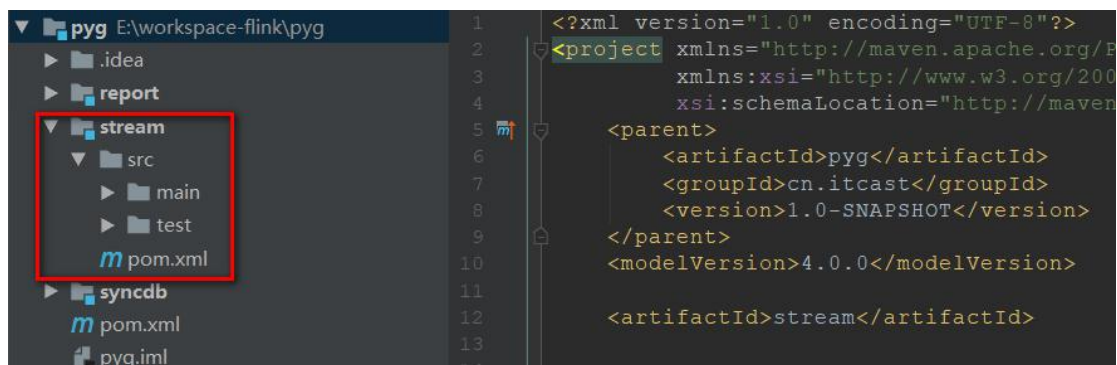 pyg E:\workspace-flink\pyg
.idea
report
stream
src
main
test
pom.xml
syncdb
pom.xml
pyg.iml
1 <?xml version="1.0" encoding="UTF-8"?>
2 <project xmlns="http://maven.apache.org/P
3 xmlns:xsi="http://www.w3.org/200
4 xsi:schemaLocation="http://maven
5 <parent>
6 <artifactId>pyg</artifactId>
7 <groupId>cn.itcast</groupId>
8 <version>1.0-SNAPSHOT</version>
9 </parent>
10 <modelVersion>4.0.0</modelVersion>
11
12 <artifactId>stream</artifactId>
13